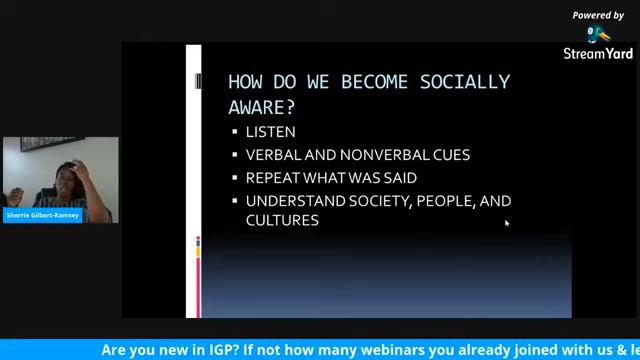 Powered by
StreamYard
HOW DO WE BECOME SOCIALLY
AWARE?
▪ LISTEN
▪ VERBAL AND NONVERBAL CUES
▪ REPEAT WHAT WAS SAID
▪ UNDERSTAND SOCIETY, PEOPLE, AND
CULTURES
Sherrie Gilbert-Ramsey
Are you new in IGP? If not how many webinars you already joined with us & le